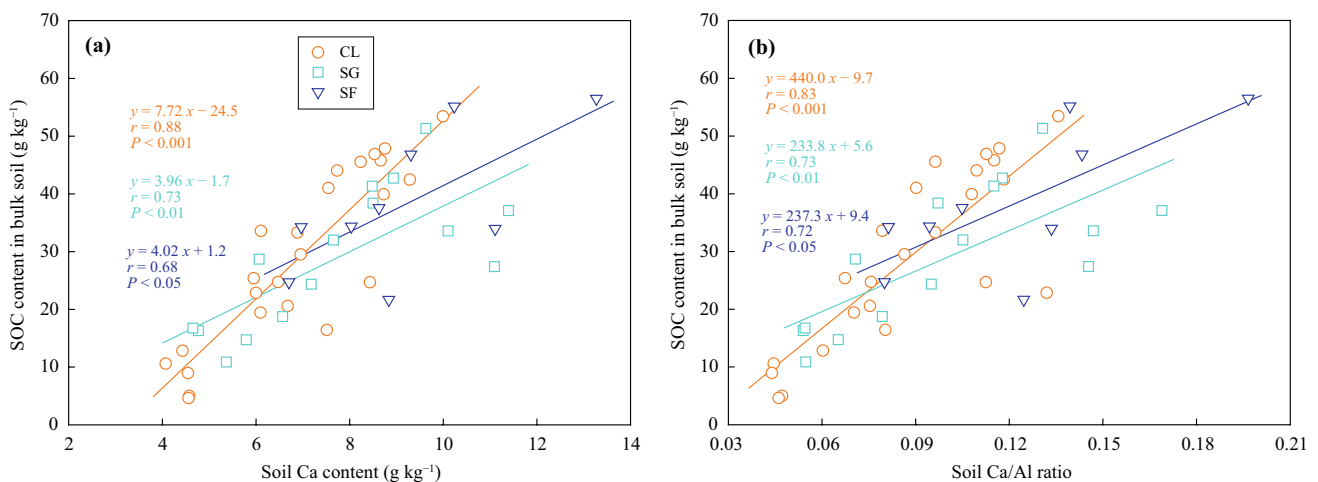 (a)
CL
SG
SF
y = 7.72 x − 24.5
r = 0.88
P < 0.001
y = 3.96 x − 1.7
r = 0.73
P < 0.01
y = 4.02 x + 1.2
r = 0.68
P < 0.05
70
60
50
40
30
20
10
0
SOC content in bulk soil (g kg⁻¹)
2 4 6 8 10 12 14
Soil Ca content (g kg⁻¹)
(b)
y = 440.0 x − 9.7
r = 0.83
P < 0.001
y = 233.8 x + 5.6
r = 0.73
P < 0.01
y = 237.3 x + 9.4
r = 0.72
P < 0.05
70
60
50
40
30
20
10
0
SOC content in bulk soil (g kg⁻¹)
0.03 0.06 0.09 0.12 0.15 0.18 0.21
Soil Ca/Al ratio